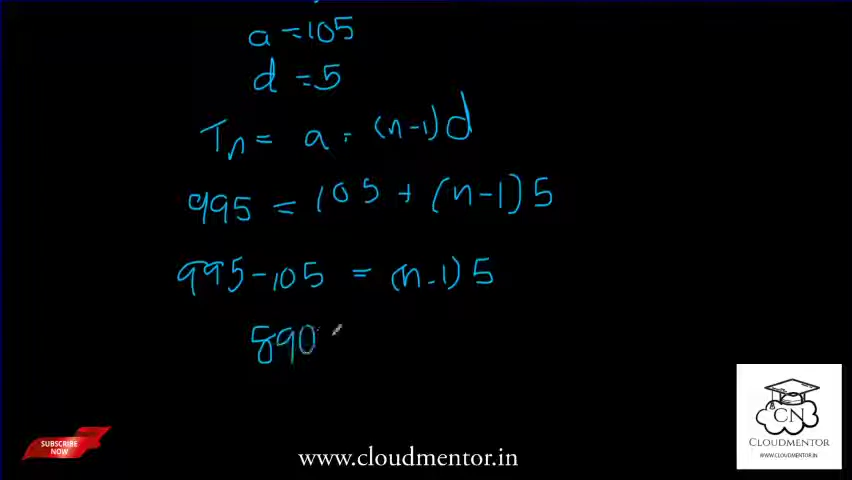 a = 105
d = 5
Tn = a . (n-1) d
995 = 105 + (n-1) 5
995 - 105 = (n-1) 5
890
SUBSCRIBE
NOW
www.cloudmentor.in
CN
CLOUDMENTOR
WWW.CLOUDMENTOR.IN